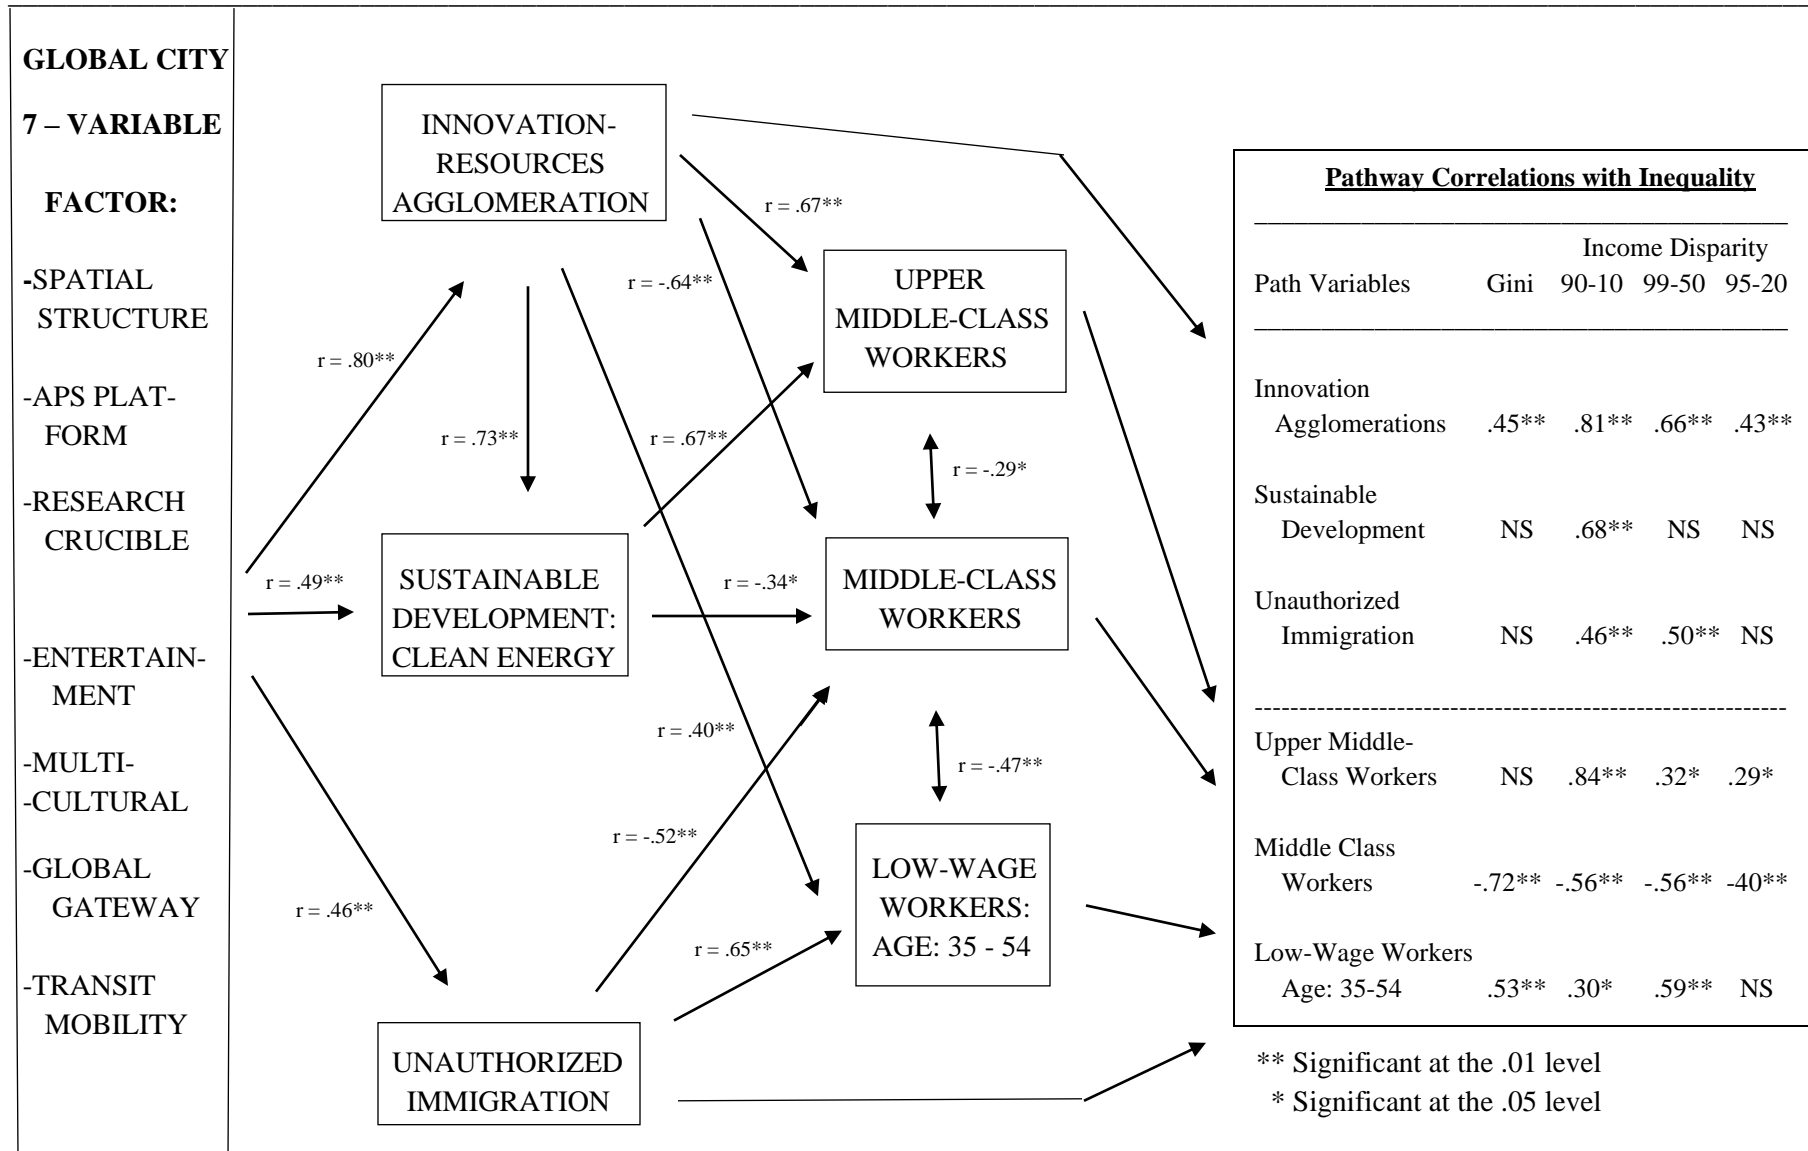 GLOBAL CITY
7 – VARIABLE
FACTOR:
-SPATIAL
STRUCTURE
-APS PLAT-
FORM
-RESEARCH
CRUCIBLE
-ENTERTAIN-
MENT
-MULTI-
-CULTURAL
-GLOBAL
GATEWAY
-TRANSIT
MOBILITY
r = .80**
r = .49**
r = .46**
INNOVATION-
RESOURCES
AGGLOMERATION
r = .73**
SUSTAINABLE
DEVELOPMENT:
CLEAN ENERGY
UNAUTHORIZED
IMMIGRATION
r = .67**
r = -.64**
r = .67**
r = -.34*
r = .40**
r = -.52**
r = .65**
UPPER
MIDDLE-CLASS
WORKERS
r = -.29*
MIDDLE-CLASS
WORKERS
r = -.47**
LOW-WAGE
WORKERS:
AGE: 35 - 54
Pathway Correlations with Inequality
Income Disparity
Path Variables Gini 90-10 99-50 95-20
Innovation
Agglomerations .45** .81** .66** .43**
Sustainable
Development NS .68** NS NS
Unauthorized
Immigration NS .46** .50** NS
Upper Middle-
Class Workers NS .84** .32* .29*
Middle Class
Workers -.72** -.56** -.56** -40**
Low-Wage Workers
Age: 35-54 .53** .30* .59** NS
** Significant at the .01 level
* Significant at the .05 level